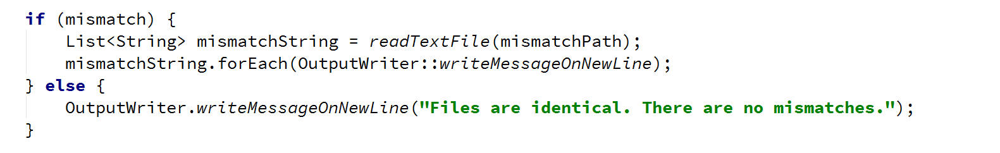 if (mismatch) {
    List<String> mismatchString = readTextFile(mismatchPath);
    mismatchString.forEach(OutputWriter::writeMessageOnNewLine);
} else {
    OutputWriter.writeMessageOnNewLine("Files are identical. There are no mismatches.");
}